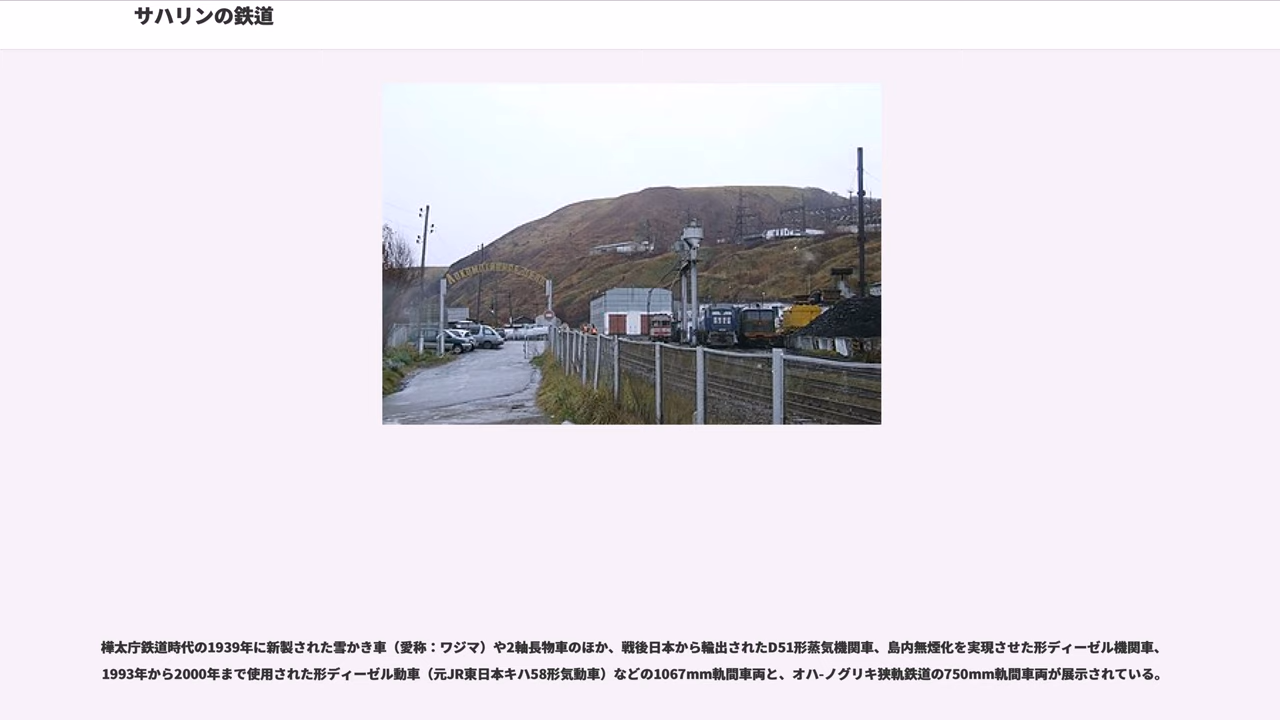 サハリンの鉄道
樺太庁鉄道時代の1939年に新製された雪かき車（愛称：ワジマ）や2軸長物車のほか、戦後日本から輸出されたD51形蒸気機関車、島内無煙化を実現させた形ディーゼル機関車、
1993年から2000年まで使用された形ディーゼル動車（元JR東日本キハ58形気動車）などの1067mm軌間車両と、オハ-ノグリキ狭軌鉄道の750mm軌間車両が展示されている。